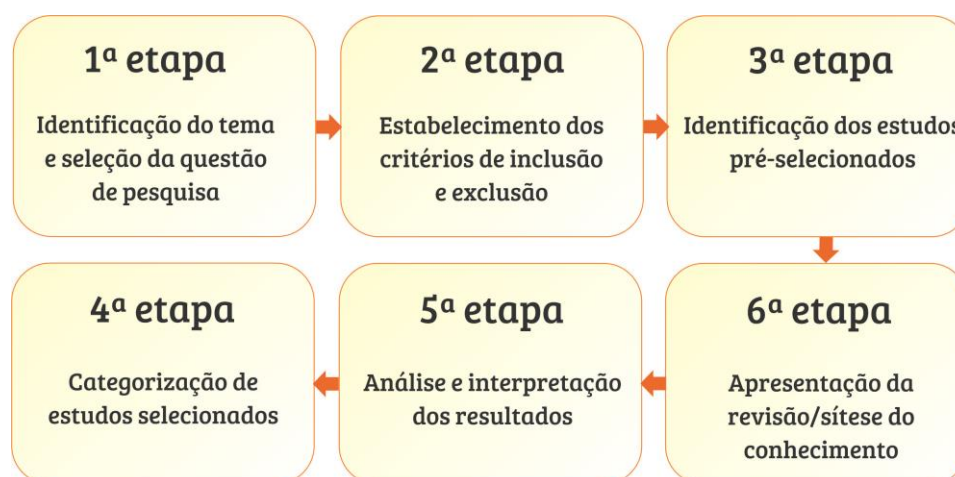 1ª etapa
Identificação do tema
e seleção da questão
de pesquisa
2ª etapa
Estabelecimento dos
critérios de inclusão
e exclusão
3ª etapa
Identificação dos estudos
pré-selecionados
4ª etapa
Categorização de
estudos selecionados
5ª etapa
Análise e interpretação
dos resultados
6ª etapa
Apresentação da
revisão/sítese do
conhecimento